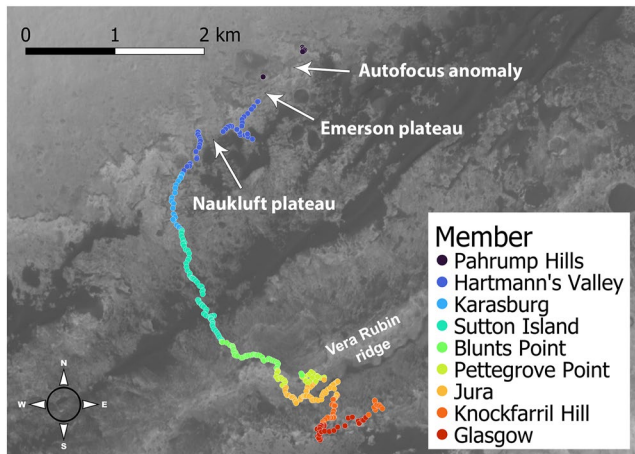 0 1 2 km
Autofocus anomaly
Emerson plateau
Naukluft plateau
Vera Rubin
ridge
Member
Pahrump Hills
Hartmann's Valley
Karasburg
Sutton Island
Blunts Point
Pettegrove Point
Jura
Knockfarril Hill
Glasgow
N
W E
S